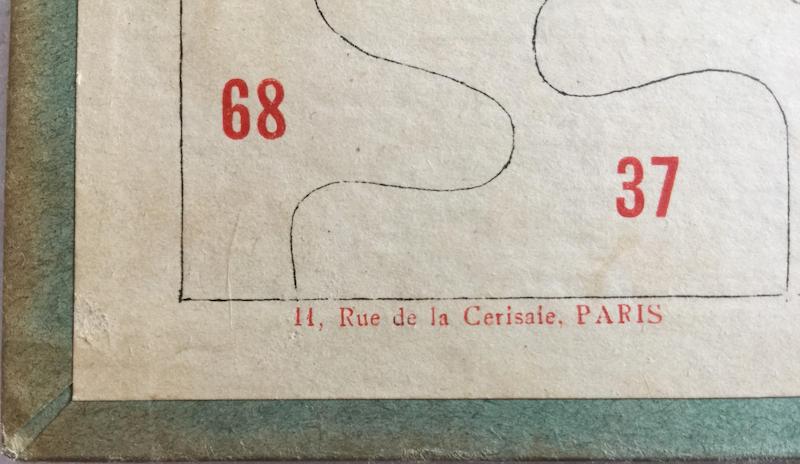 68
37
11, Rue de la Cerisaie, PARIS